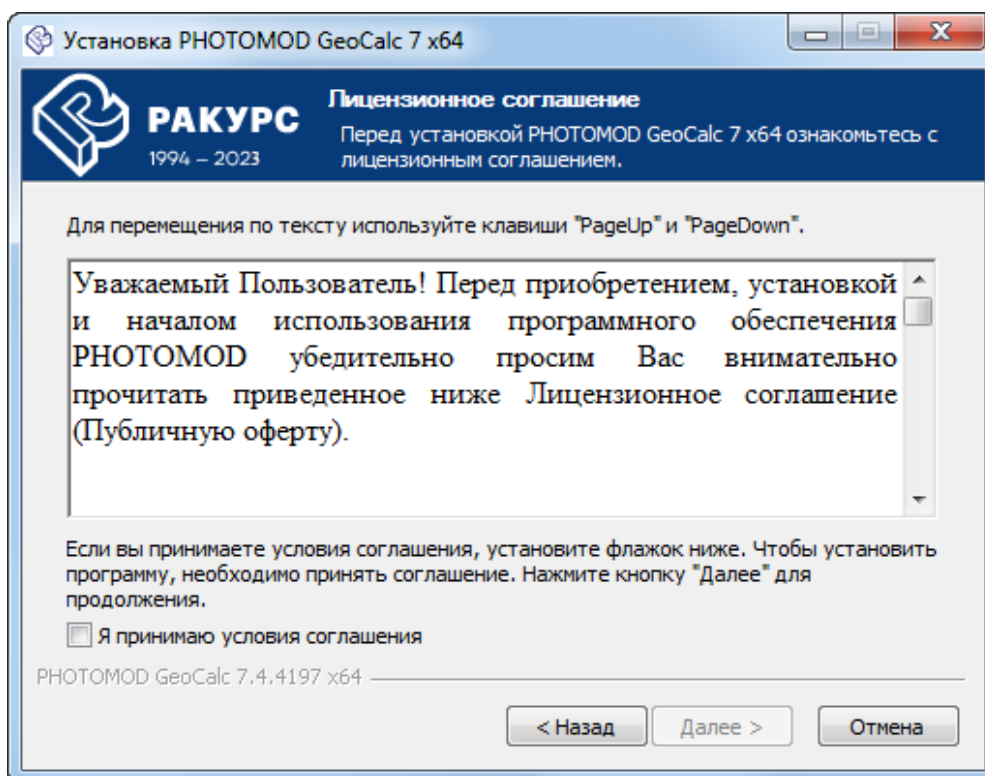 Установка PHOTOMOD GeoCalc 7 x64
РАКУРС
1994 – 2023
Лицензионное соглашение
Перед установкой PHOTOMOD GeoCalc 7 x64 ознакомьтесь с
лицензионным соглашением.
Для перемещения по тексту используйте клавиши "PageUp" и "PageDown".
Уважаемый Пользователь! Перед приобретением, установкой
и началом использования программного обеспечения
PHOTOMOD убедительно просим Вас внимательно
прочитать приведенное ниже Лицензионное соглашение
(Публичную оферту).
Если вы принимаете условия соглашения, установите флажок ниже. Чтобы установить
программу, необходимо принять соглашение. Нажмите кнопку "Далее" для
продолжения.
Я принимаю условия соглашения
PHOTOMOD GeoCalc 7.4.4197 x64
< Назад Далее > Отмена